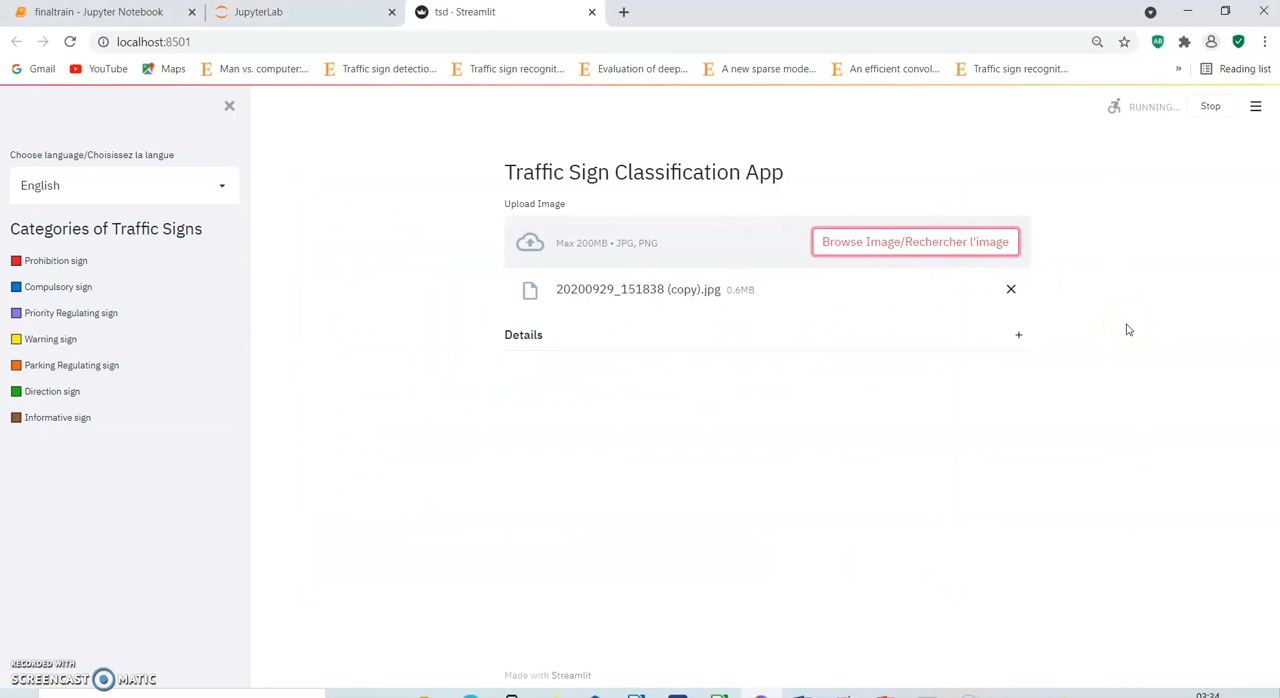 finaltrain - Jupyter Notebook
JupyterLab
tsd · Streamlit
localhost:8501
Gmail
YouTube
Maps
Man vs. computer:...
Traffic sign detectio...
Traffic sign recognit...
Evaluation of deep...
A new sparse mode...
An efficient convol...
Traffic sign recognit...
»
Reading list
RUNNING...
Stop
Choose language/Choisissez la langue
English
Categories of Traffic Signs
Prohibition sign
Compulsory sign
Priority Regulating sign
Warning sign
Parking Regulating sign
Direction sign
Informative sign
Traffic Sign Classification App
Upload Image
Max 200MB • JPG, PNG
Browse Image/Rechercher l'image
20200929_151838 (copy).jpg 0.6MB
Details
Made with Streamlit
RECORDED WITH
SCREENCAST MATIC
03:34